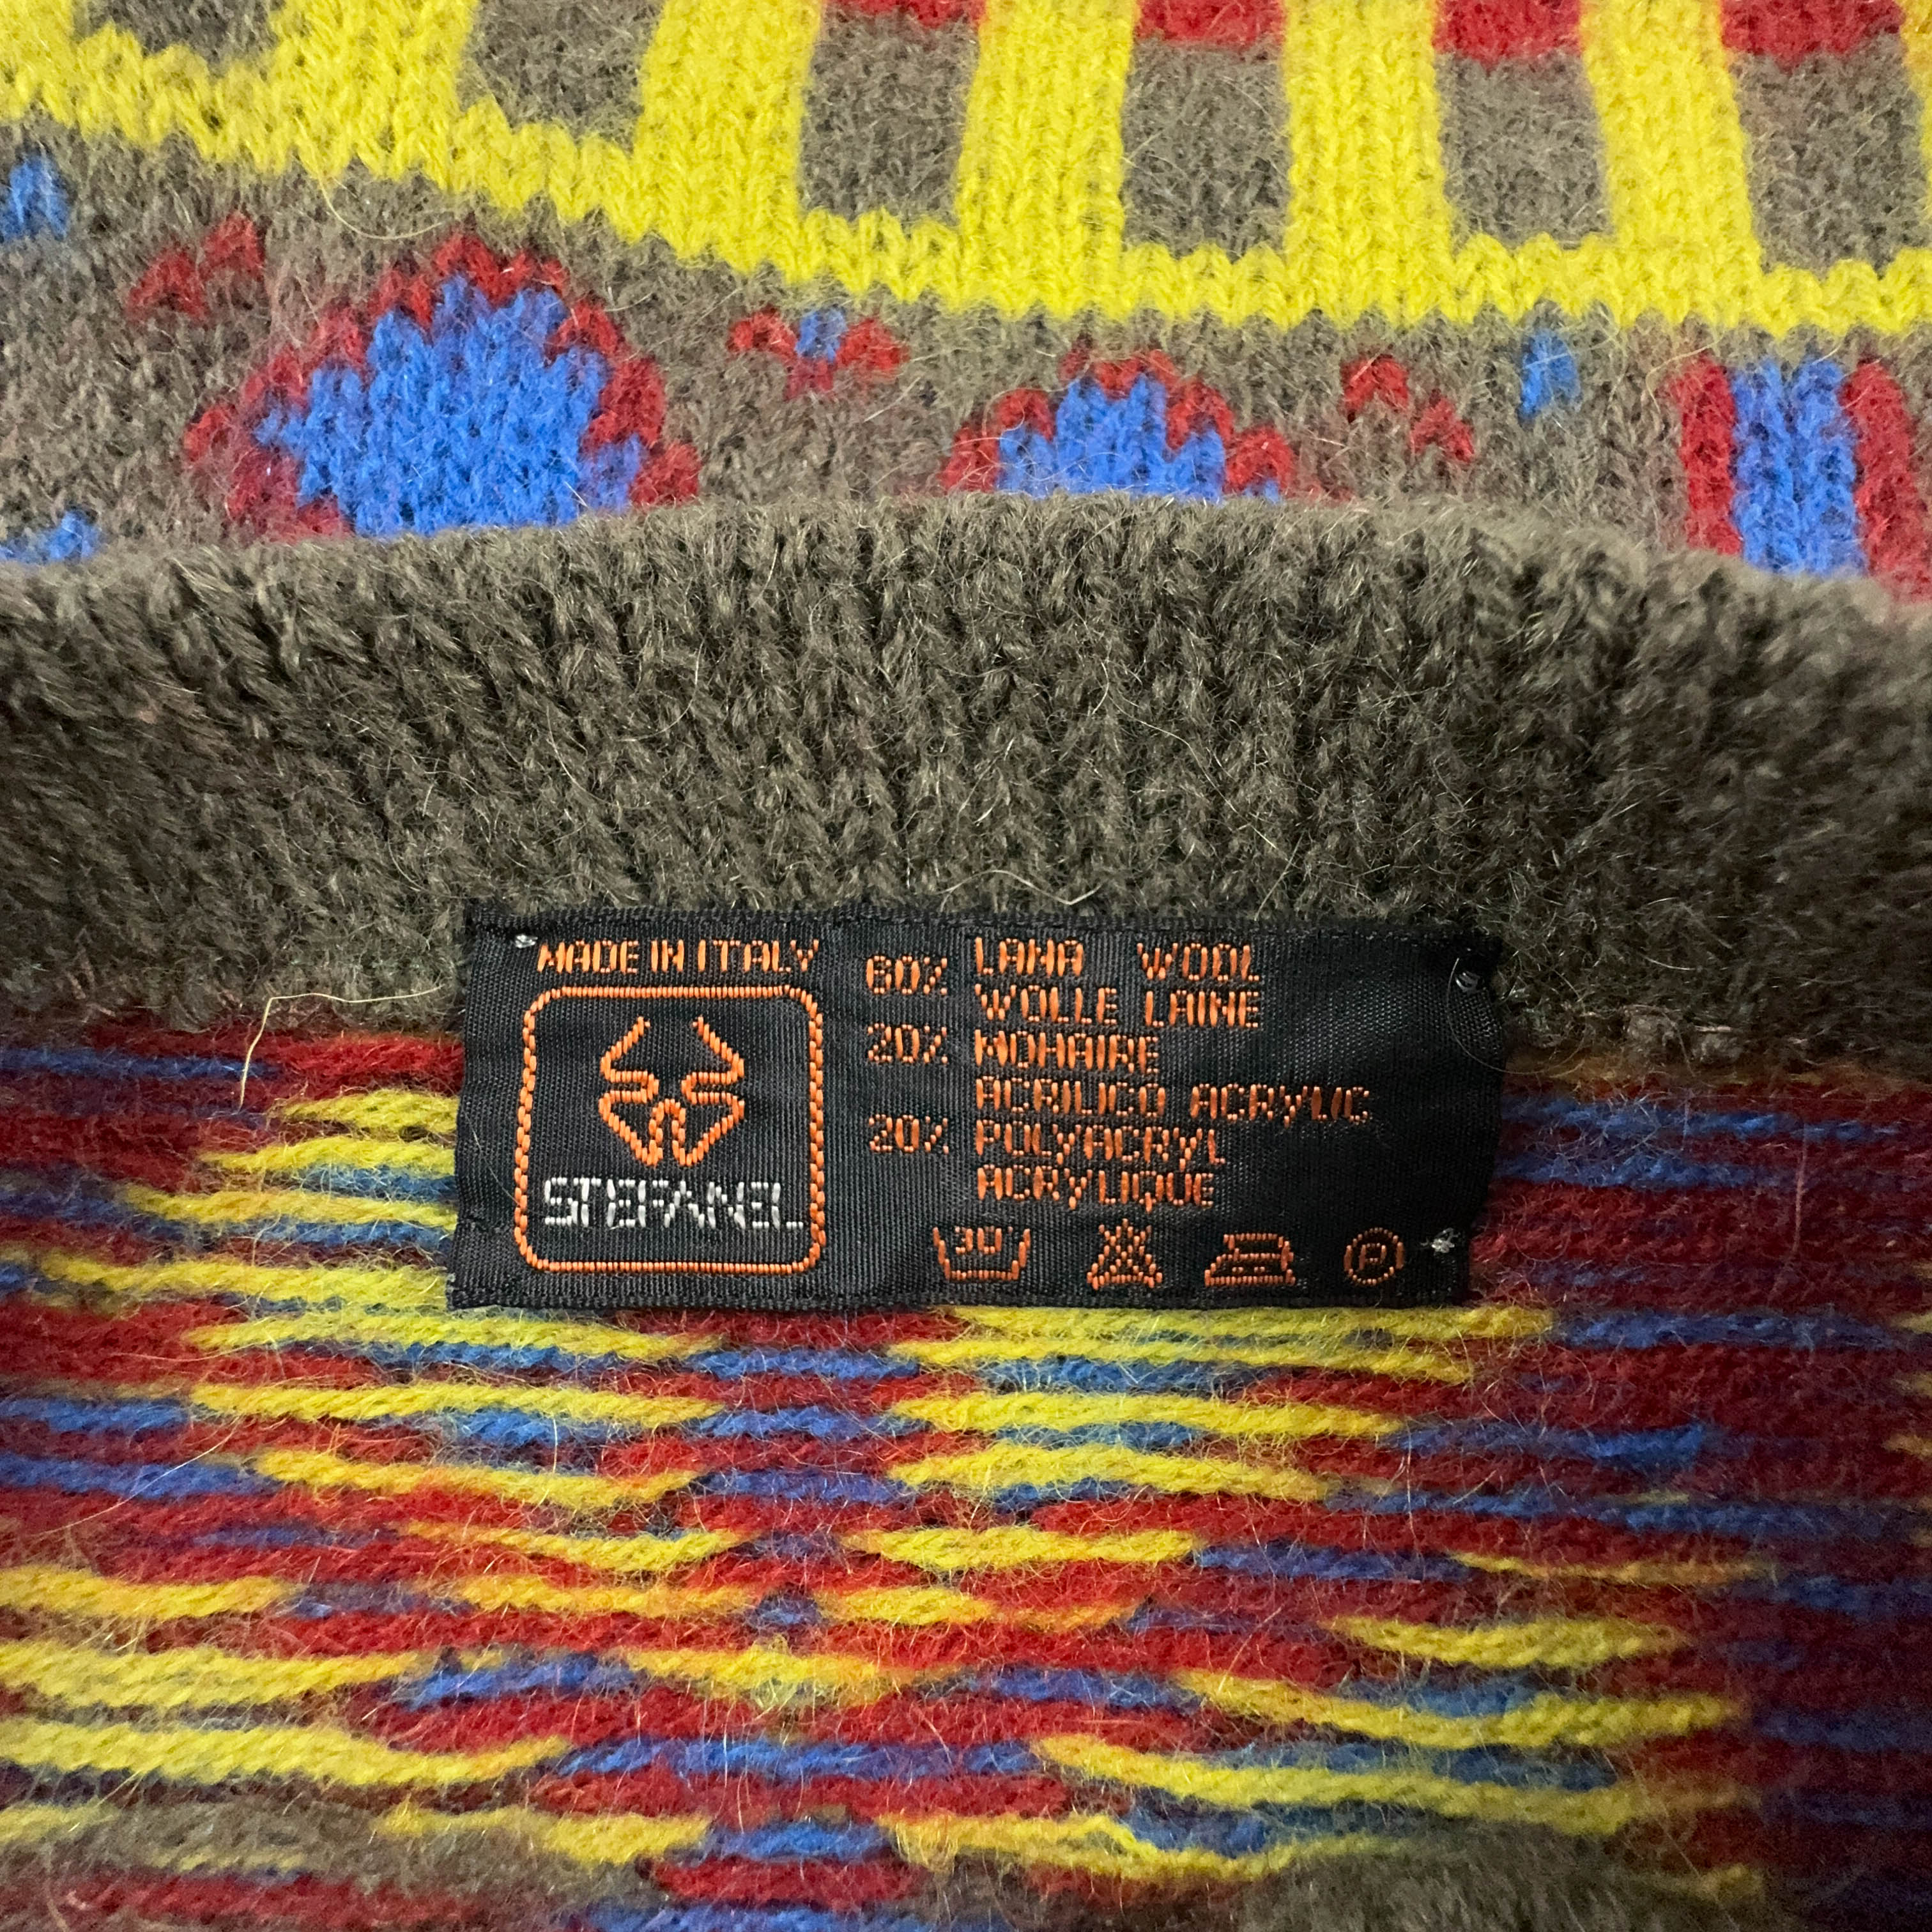 MADE IN ITALY
STEFANEL
60% LANA WOOL
WOLLE LAINE
20% MOHAIRE
ACRILICO ACRYLIC
20% POLYACRYL
ACRYLIQUE
30 P